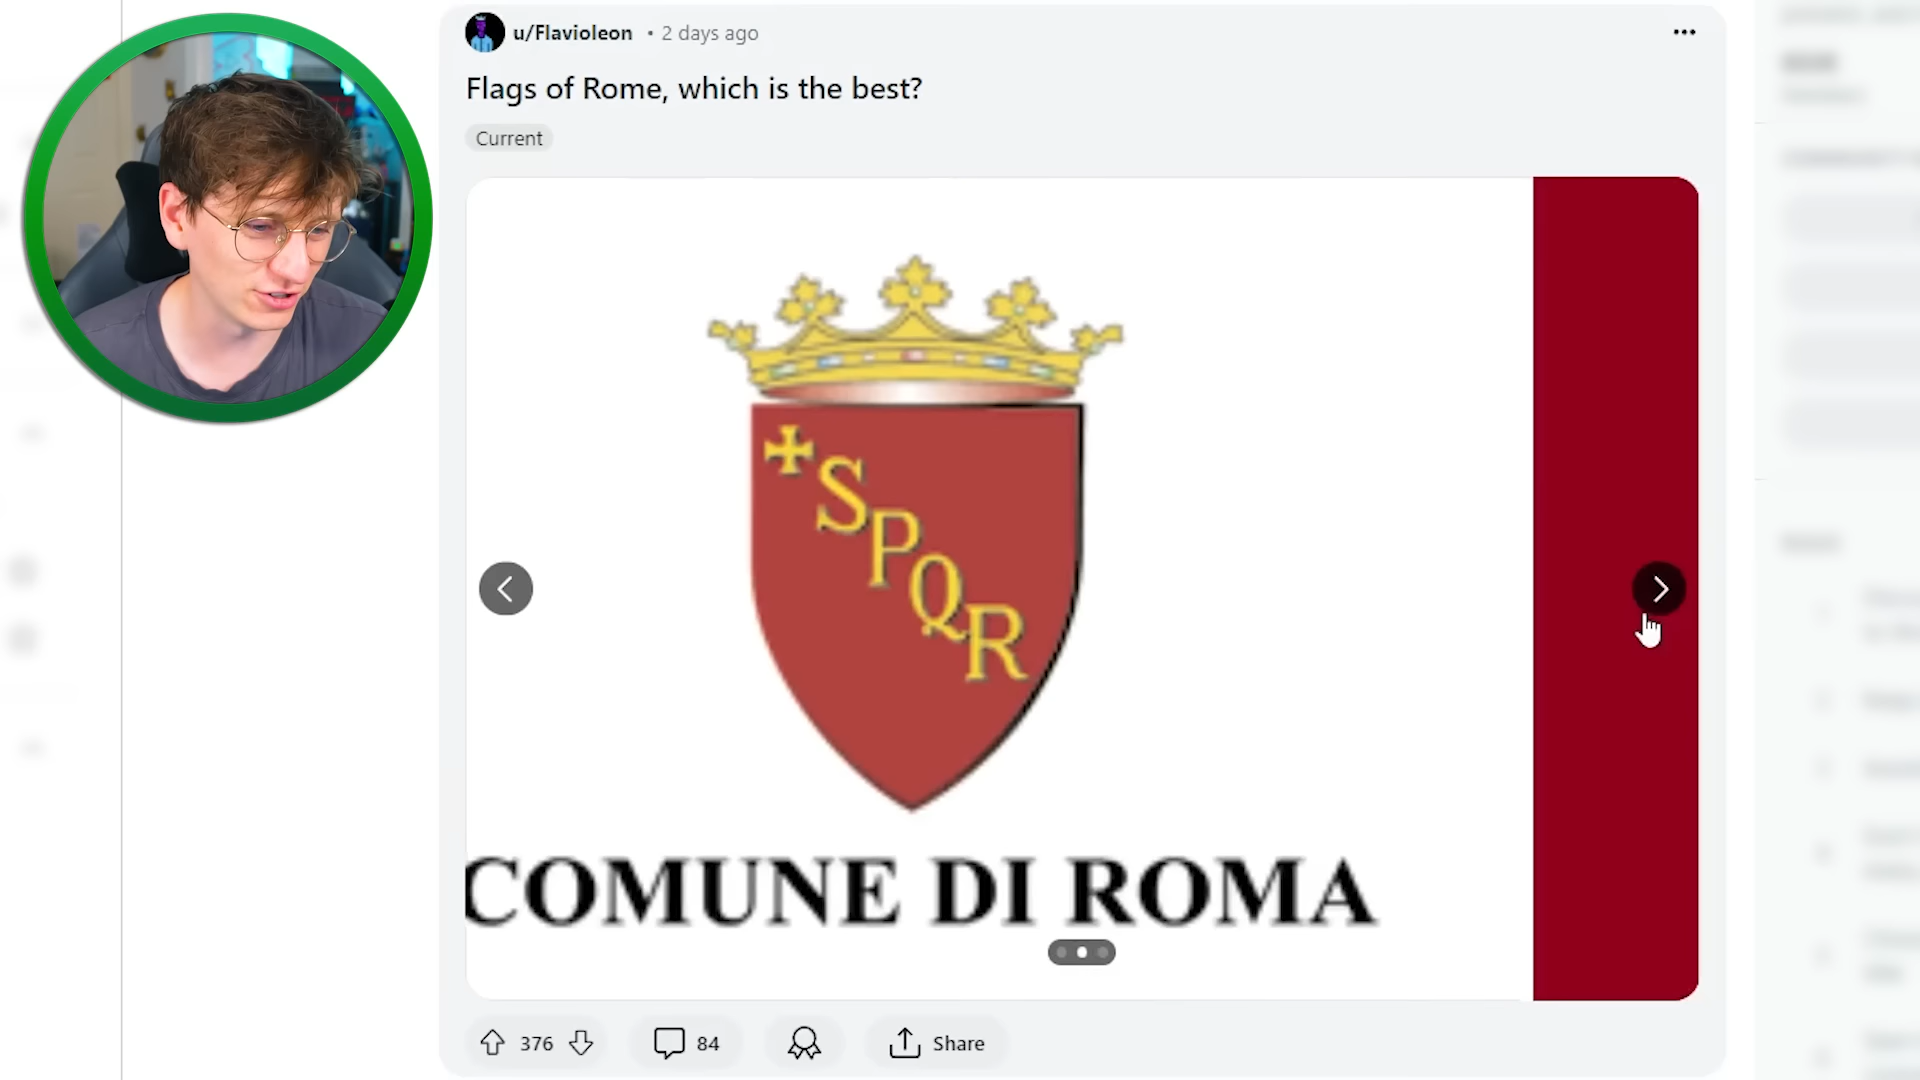 u/Flavioleon • 2 days ago
Flags of Rome, which is the best?
Current
SPQR
COMUNE DI ROMA
376
84
Share